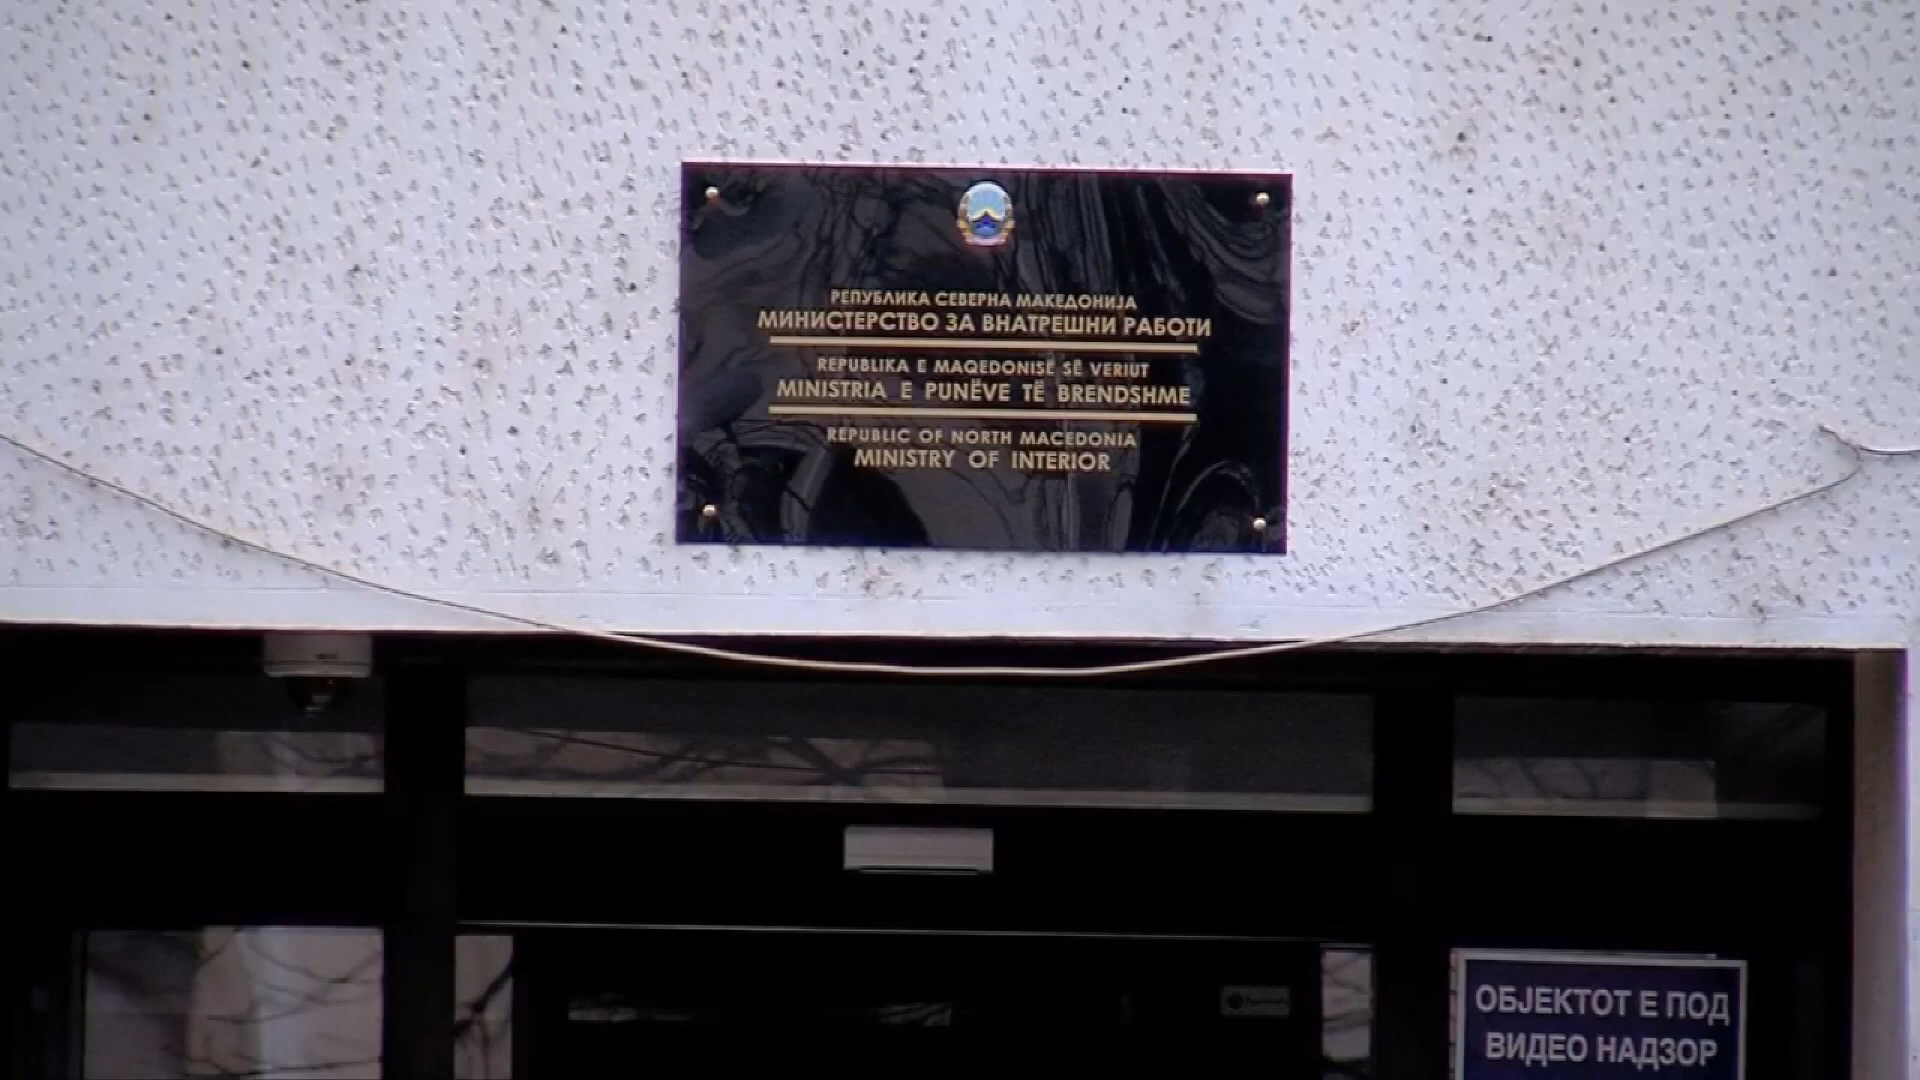 РЕПУБЛИКА СЕВЕРНА МАКЕДОНИЈА
МИНИСТЕРСТВО ЗА ВНАТРЕШНИ РАБОТИ
REPUBLIKA E MAQEDONISË SË VERIUT
MINISTRIA E PUNËVE TË BRENDSHME
REPUBLIC OF NORTH MACEDONIA
MINISTRY OF INTERIOR
ОБЈЕКТОТ Е ПОД
ВИДЕО НАДЗОР